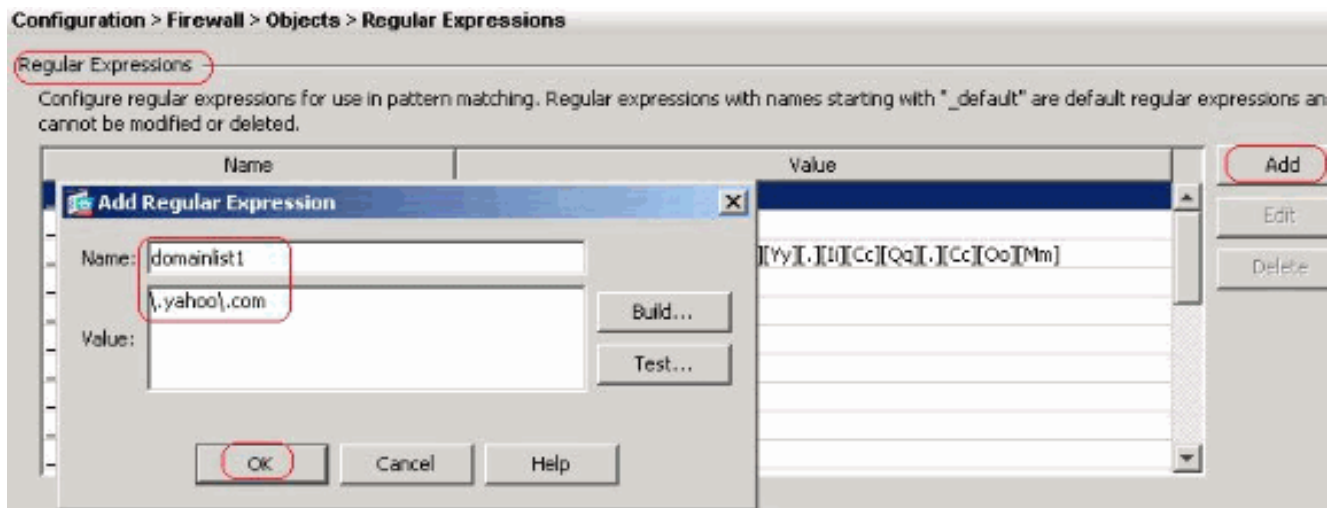 Configuration > Firewall > Objects > Regular Expressions
Regular Expressions
Configure regular expressions for use in pattern matching. Regular expressions with names starting with "_default" are default regular expressions an
cannot be modified or deleted.
Name Value
Add
Edit
Delete
Add Regular Expression
Name: domainlist1
][Yy][.][Ii][Cc][Qq][.][Cc][Oo][Mm]
Value: \.yahoo\.com
Build...
Test...
OK Cancel Help